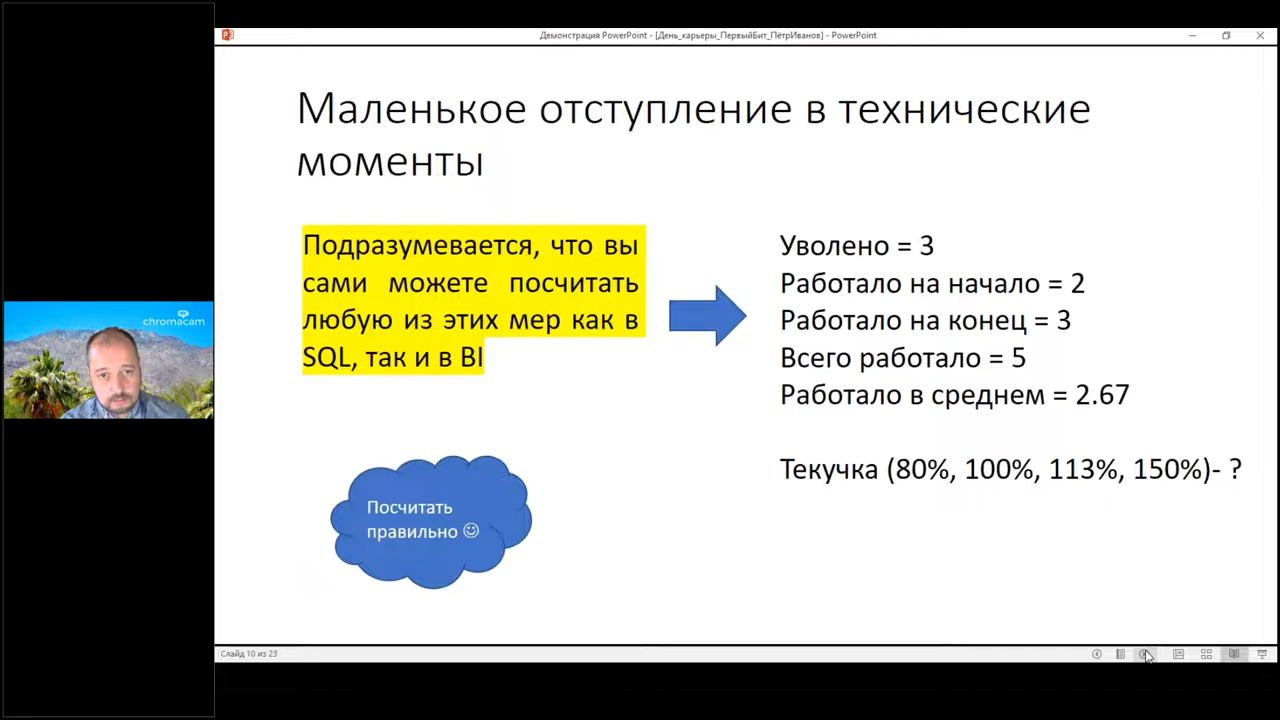 Демонстрация PowerPoint - [День_карьеры_ПервыйБит_ПётрИванов] - PowerPoint
Маленькое отступление в технические
моменты
Подразумевается, что вы
сами можете посчитать
любую из этих мер как в
SQL, так и в BI
Уволено = 3
Работало на начало = 2
Работало на конец = 3
Всего работало = 5
Работало в среднем = 2.67
Текучка (80%, 100%, 113%, 150%)- ?
chromacam
Посчитать
правильно ☺
Слайд 10 из 23